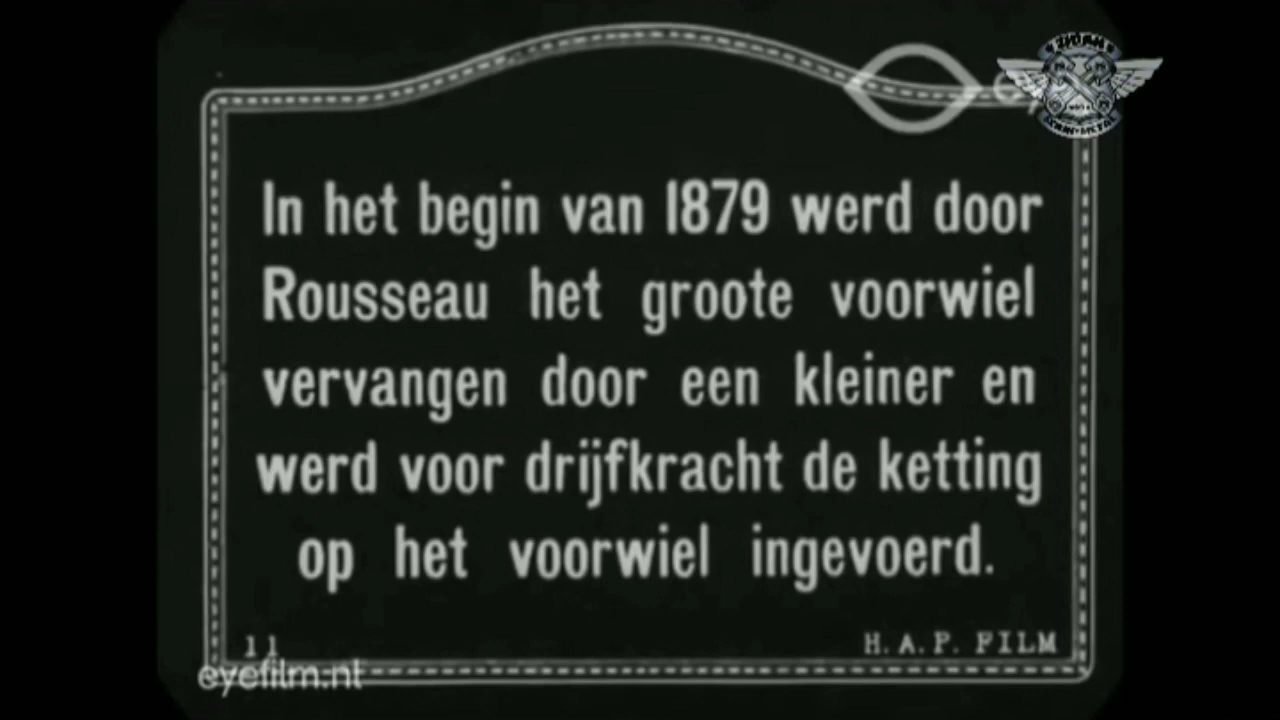 In het begin van 1879 werd door
Rousseau het groote voorwiel
vervangen door een kleiner en
werd voor drijfkracht de ketting
op het voorwiel ingevoerd.
11
H. A. P. FILM
eyefilm.nl